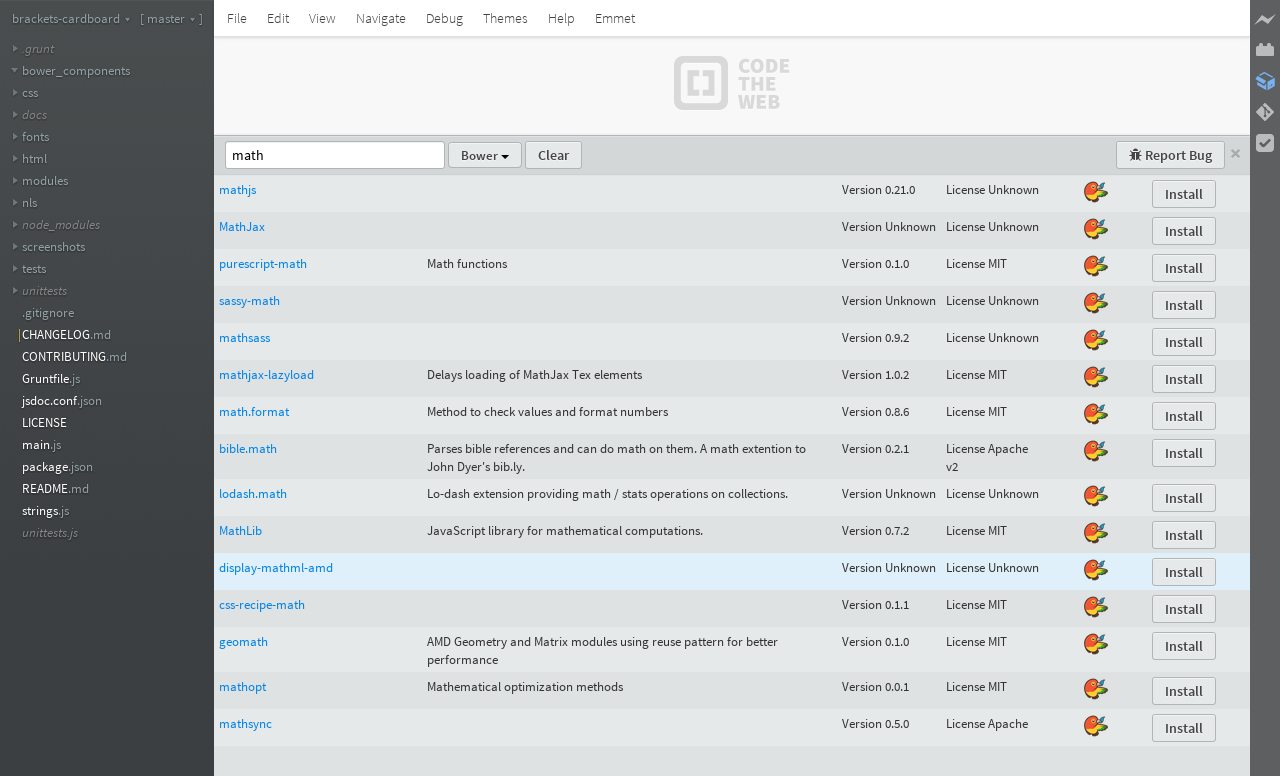 brackets-cardboard [ master ]
File Edit View Navigate Debug Themes Help Emmet
.grunt
bower_components
css
docs
fonts
html
modules
nls
node_modules
screenshots
tests
unittests
.gitignore
CHANGELOG.md
CONTRIBUTING.md
Gruntfile.js
jsdoc.conf.json
LICENSE
main.js
package.json
README.md
strings.js
unittests.js
CODE
THE
WEB
math Bower Clear Report Bug ×
mathjs Version 0.21.0 License Unknown Install
MathJax Version Unknown License Unknown Install
purescript-math Math functions Version 0.1.0 License MIT Install
sassy-math Version Unknown License Unknown Install
mathsass Version 0.9.2 License Unknown Install
mathjax-lazyload Delays loading of MathJax Tex elements Version 1.0.2 License MIT Install
math.format Method to check values and format numbers Version 0.8.6 License MIT Install
bible.math Parses bible references and can do math on them. A math extention to Version 0.2.1 License Apache Install
John Dyer's bib.ly. v2
lodash.math Lo-dash extension providing math / stats operations on collections. Version Unknown License Unknown Install
MathLib JavaScript library for mathematical computations. Version 0.7.2 License MIT Install
display-mathml-amd Version Unknown License Unknown Install
css-recipe-math Version 0.1.1 License MIT Install
geomath AMD Geometry and Matrix modules using reuse pattern for better Version 0.1.0 License MIT Install
performance
mathopt Mathematical optimization methods Version 0.0.1 License MIT Install
mathsync Version 0.5.0 License Apache Install